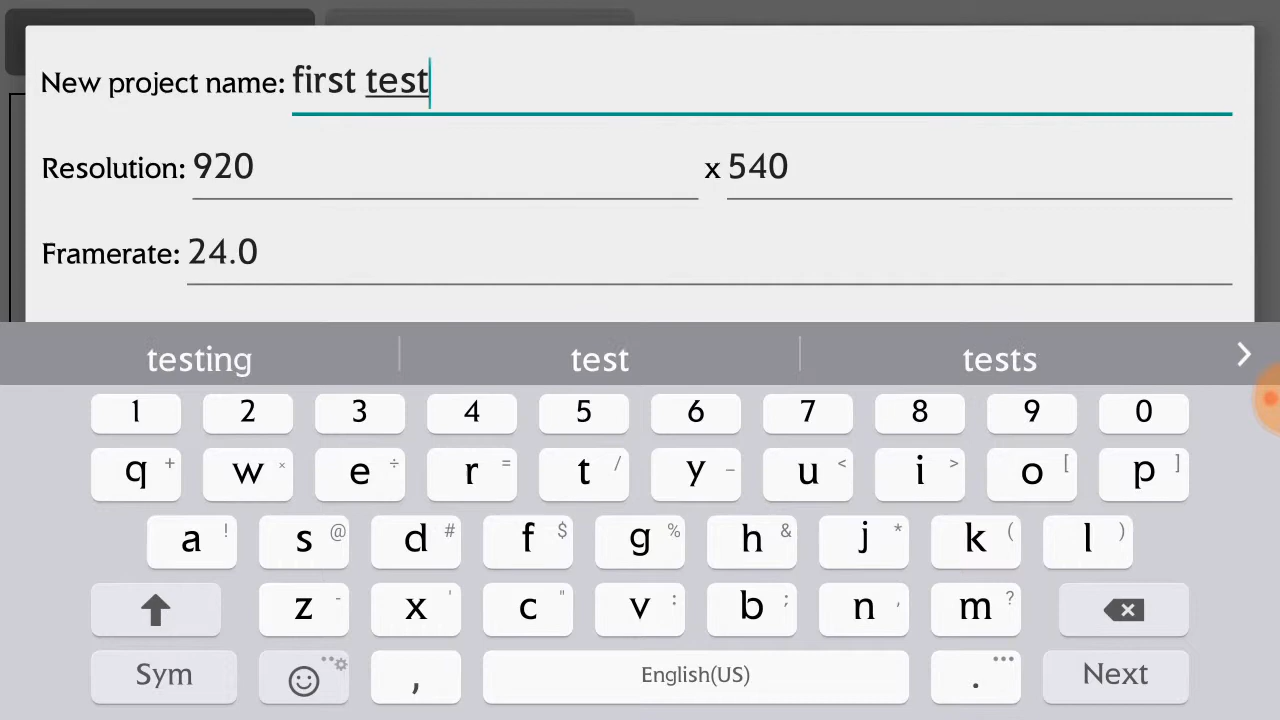 New project name: first test
Resolution: 920 x 540
Framerate: 24.0
testing test tests
1 2 3 4 5 6 7 8 9 0
q + w × e ÷ r = t / y _ u < i > o [ p ]
a ! s @ d # f $ g % h & j * k ( l )
z - x ' c " v : b ; n , m ?
Sym , English(US) . Next